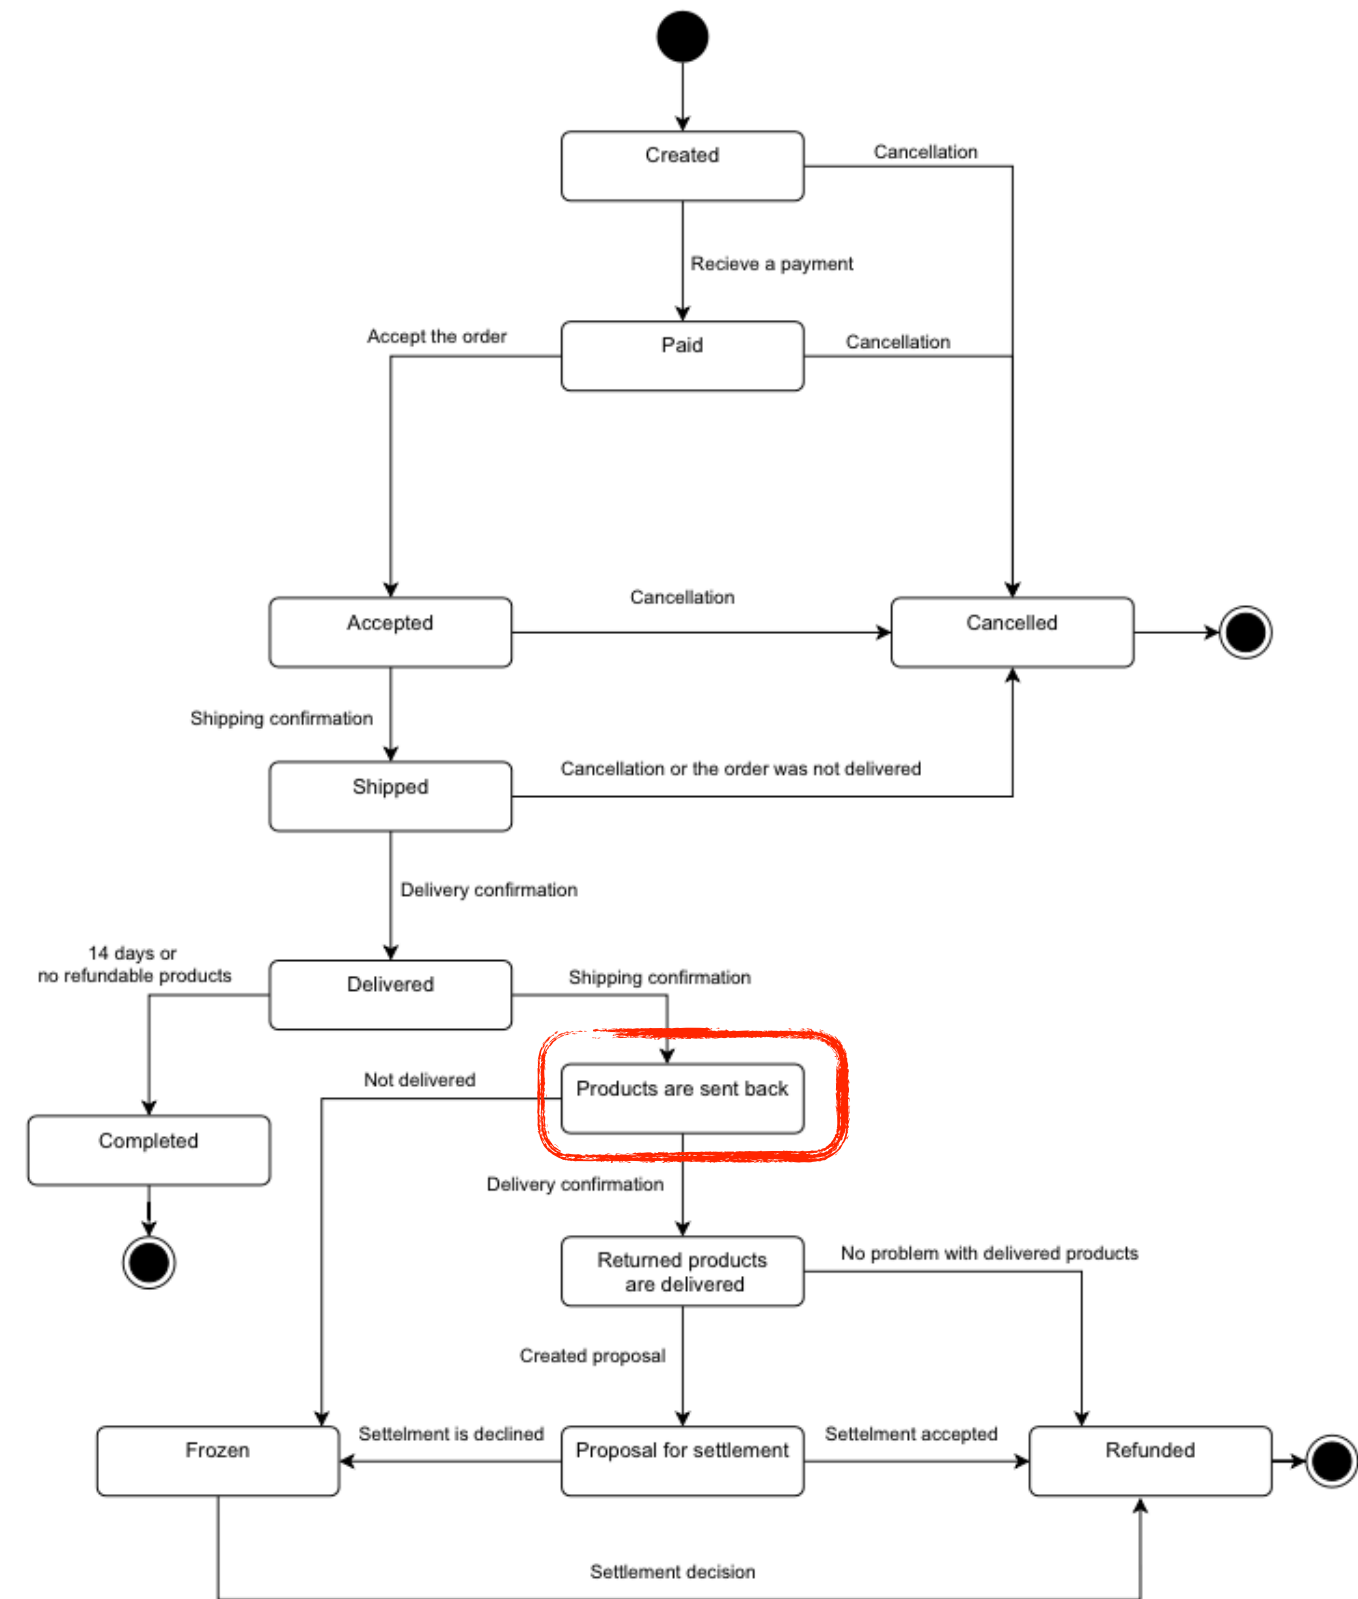 Created
Cancellation
Recieve a payment
Accept the order
Paid
Cancellation
Accepted
Cancellation
Cancelled
Shipping confirmation
Shipped
Cancellation or the order was not delivered
Delivery confirmation
14 days or
no refundable products
Delivered
Shipping confirmation
Not delivered
Products are sent back
Completed
Delivery confirmation
Returned products
are delivered
No problem with delivered products
Created proposal
Frozen
Settelment is declined
Proposal for settlement
Settelment accepted
Refunded
Settlement decision